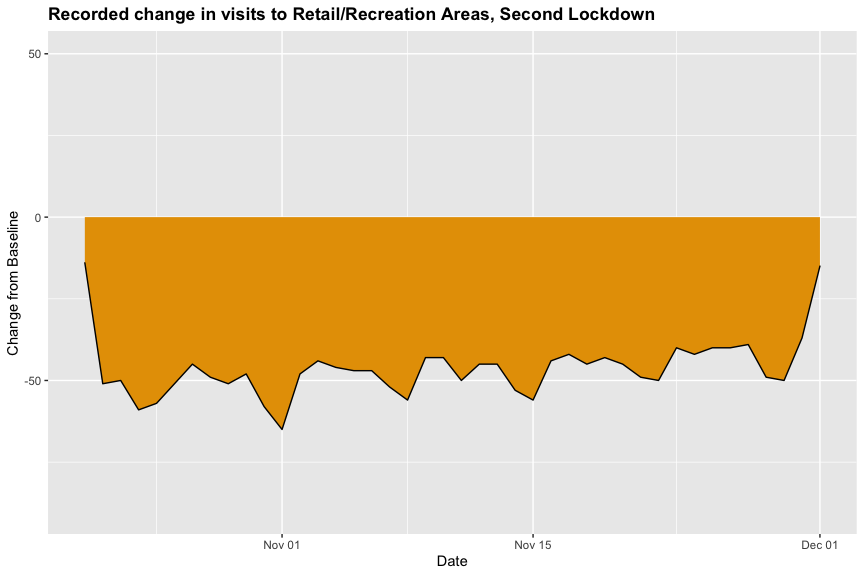 Recorded change in visits to Retail/Recreation Areas, Second Lockdown
50
0
-50
Change from Baseline
Nov 01
Nov 15
Dec 01
Date